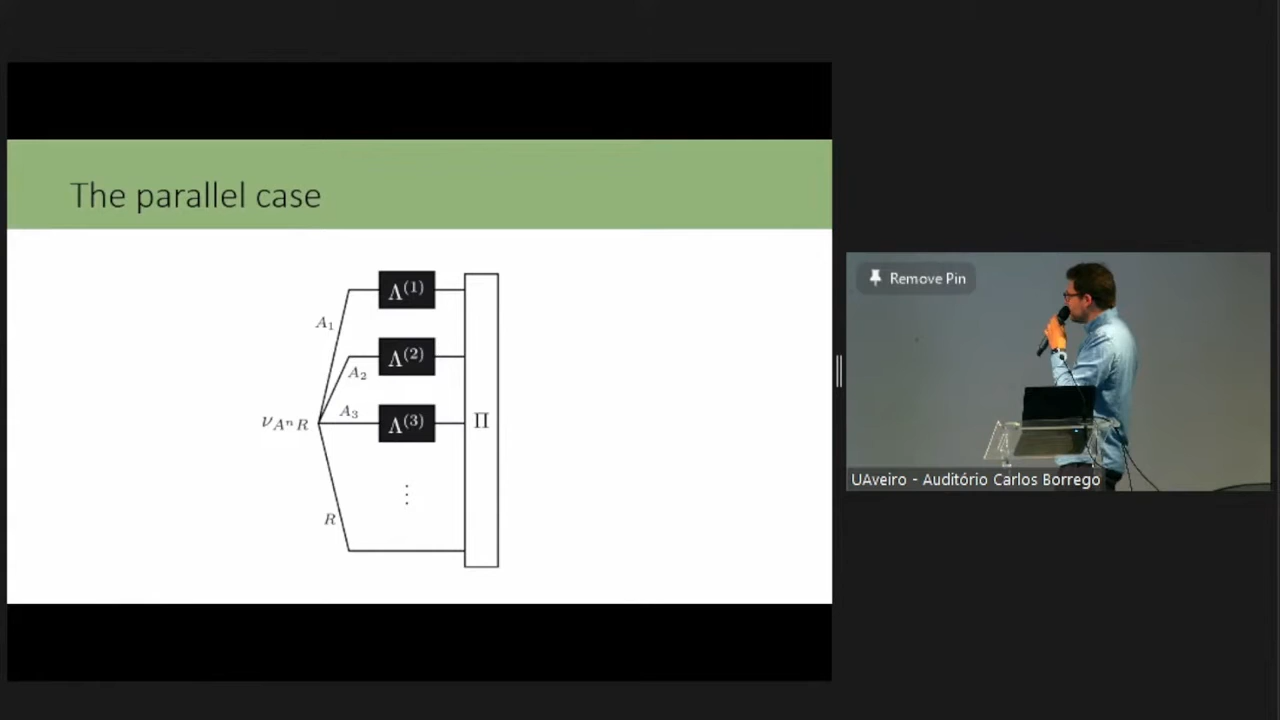 The parallel case
Λ⁽¹⁾
A₁
Λ⁽²⁾
A₂
A₃
Λ⁽³⁾
ν_{AⁿR}
Π
⋮
R
Remove Pin
UAveiro - Auditório Carlos Borrego